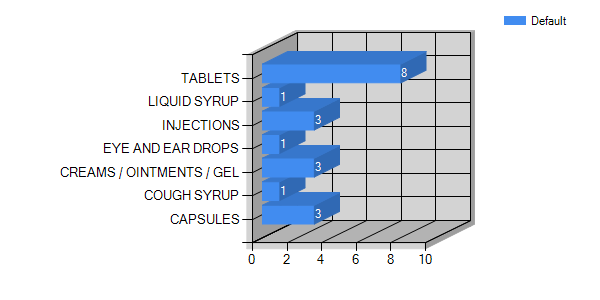 Default
TABLETS 8
LIQUID SYRUP 1
INJECTIONS 3
EYE AND EAR DROPS 1
CREAMS / OINTMENTS / GEL 3
COUGH SYRUP 1
CAPSULES 3
0 2 4 6 8 10